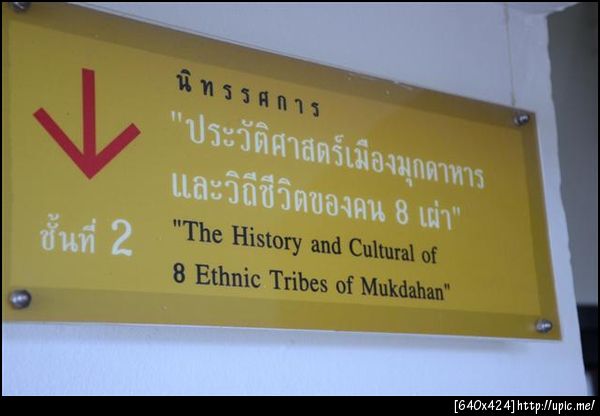 นิทรรศการ
"ประวัติศาสตร์เมืองมุกดาหาร
และวิถีชีวิตของคน 8 เผ่า"
ชั้นที่ 2
"The History and Cultural of
8 Ethnic Tribes of Mukdahan"
[640x424]http://upic.me/